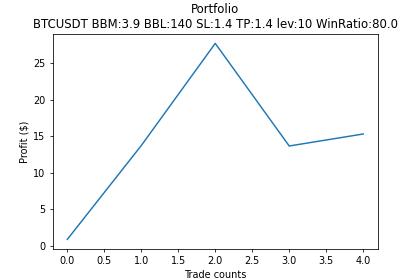 Portfolio
BTCUSDT BBM:3.9 BBL:140 SL:1.4 TP:1.4 lev:10 WinRatio:80.0
25
20
15
10
5
0
Profit ($)
0.0 0.5 1.0 1.5 2.0 2.5 3.0 3.5 4.0
Trade counts